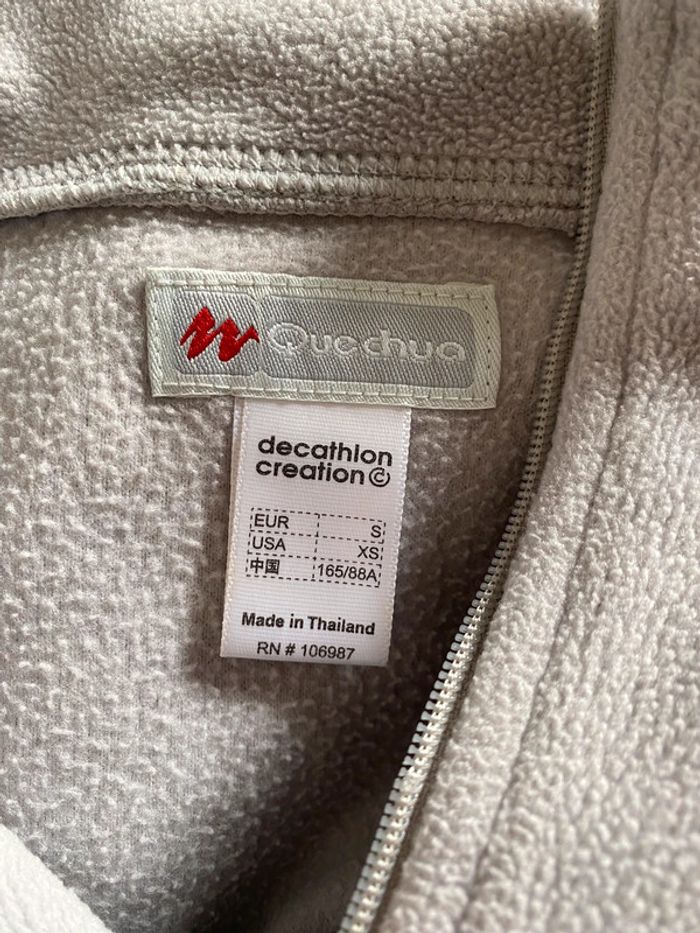 Quechua
decathlon
creation©
EUR S
USA XS
中国 165/88A
Made in Thailand
RN # 106987